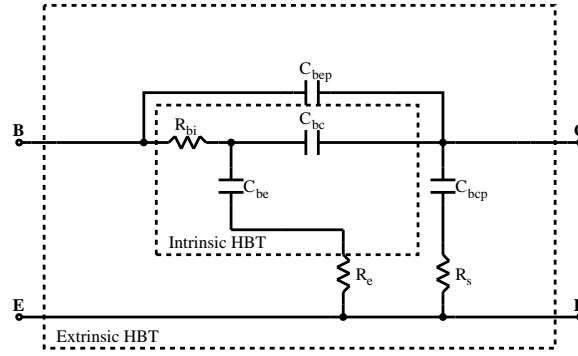 C_bep
B
R_bi
C_bc
C_be
C_bcp
Intrinsic HBT
R_e
R_s
E
Extrinsic HBT